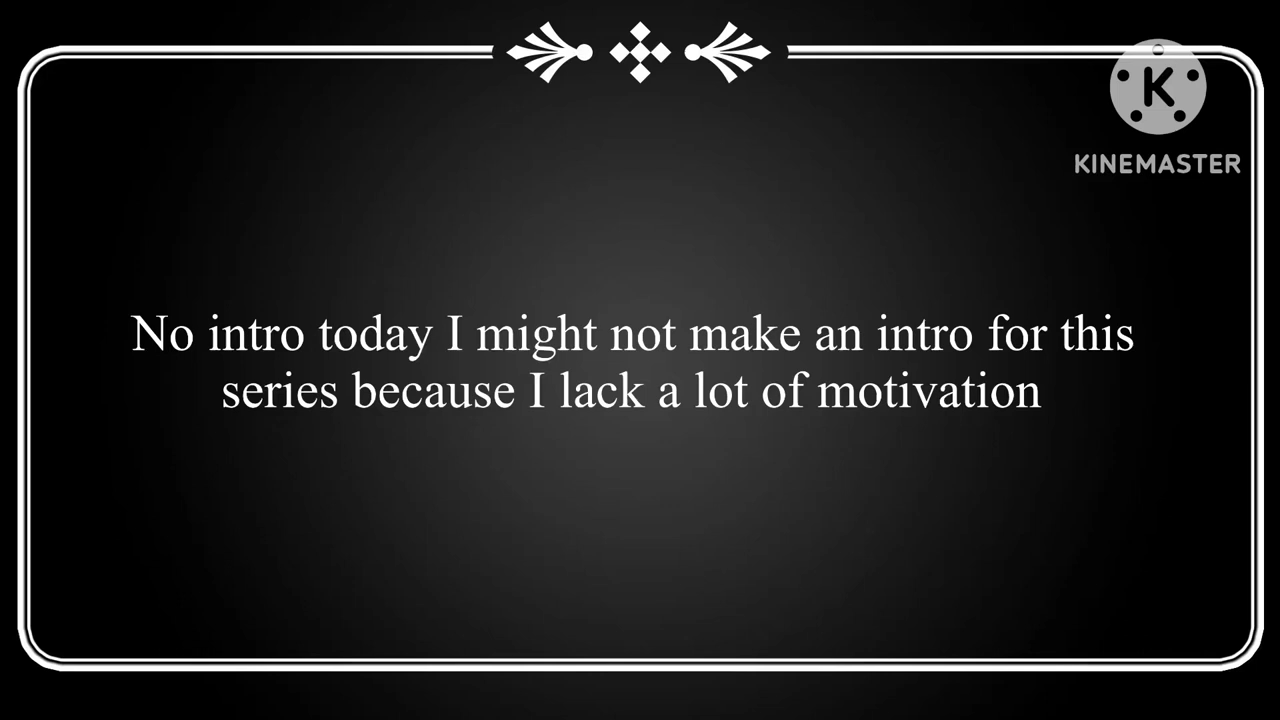 K
KINEMASTER
No intro today I might not make an intro for this
series because I lack a lot of motivation